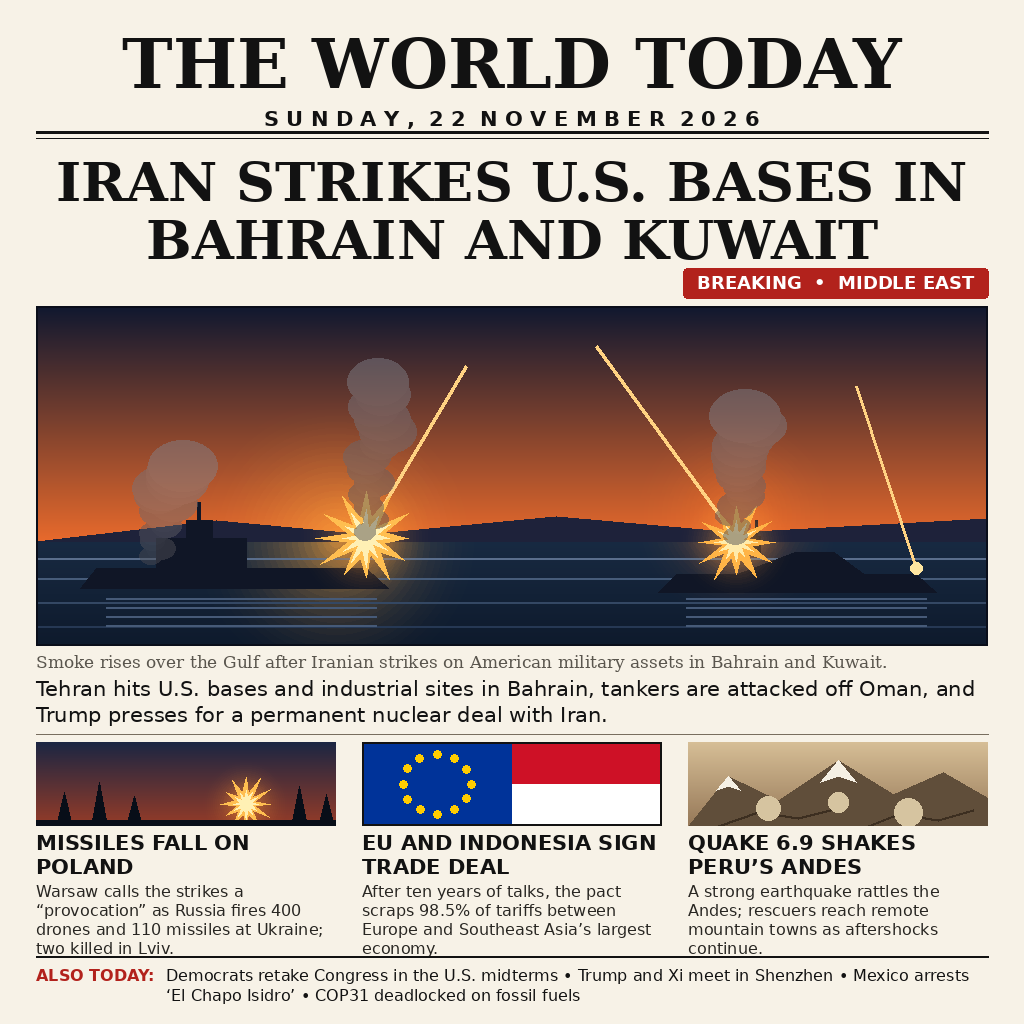 THE WORLD TODAY
SUNDAY, 22 NOVEMBER 2026
IRAN STRIKES U.S. BASES IN
BAHRAIN AND KUWAIT
BREAKING • MIDDLE EAST
Smoke rises over the Gulf after Iranian strikes on American military assets in Bahrain and Kuwait.
Tehran hits U.S. bases and industrial sites in Bahrain, tankers are attacked off Oman, and
Trump presses for a permanent nuclear deal with Iran.
MISSILES FALL ON
POLAND
Warsaw calls the strikes a
“provocation” as Russia fires 400
drones and 110 missiles at Ukraine;
two killed in Lviv.
EU AND INDONESIA SIGN
TRADE DEAL
After ten years of talks, the pact
scraps 98.5% of tariffs between
Europe and Southeast Asia’s largest
economy.
QUAKE 6.9 SHAKES
PERU’S ANDES
A strong earthquake rattles the
Andes; rescuers reach remote
mountain towns as aftershocks
continue.
ALSO TODAY: Democrats retake Congress in the U.S. midterms • Trump and Xi meet in Shenzhen • Mexico arrests
‘El Chapo Isidro’ • COP31 deadlocked on fossil fuels